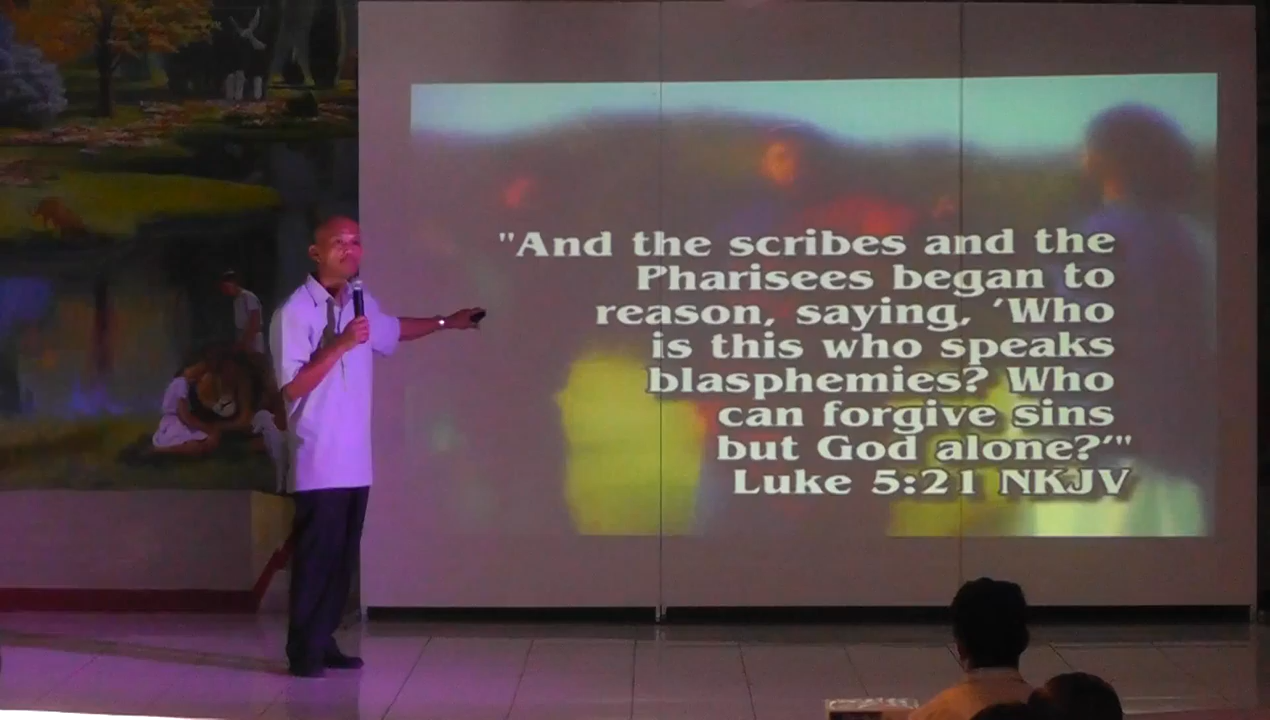 "And the scribes and the
Pharisees began to
reason, saying, ‘Who
is this who speaks
blasphemies? Who
can forgive sins
but God alone?’"
Luke 5:21 NKJV